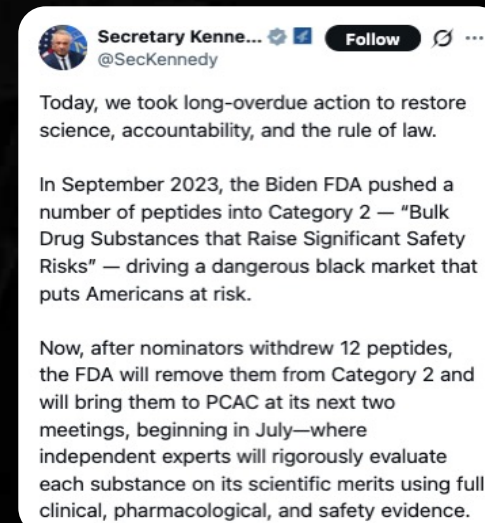 Secretary Kenne...
Follow
@SecKennedy
Today, we took long-overdue action to restore
science, accountability, and the rule of law.
In September 2023, the Biden FDA pushed a
number of peptides into Category 2 — “Bulk
Drug Substances that Raise Significant Safety
Risks” — driving a dangerous black market that
puts Americans at risk.
Now, after nominators withdrew 12 peptides,
the FDA will remove them from Category 2 and
will bring them to PCAC at its next two
meetings, beginning in July—where
independent experts will rigorously evaluate
each substance on its scientific merits using full
clinical, pharmacological, and safety evidence.